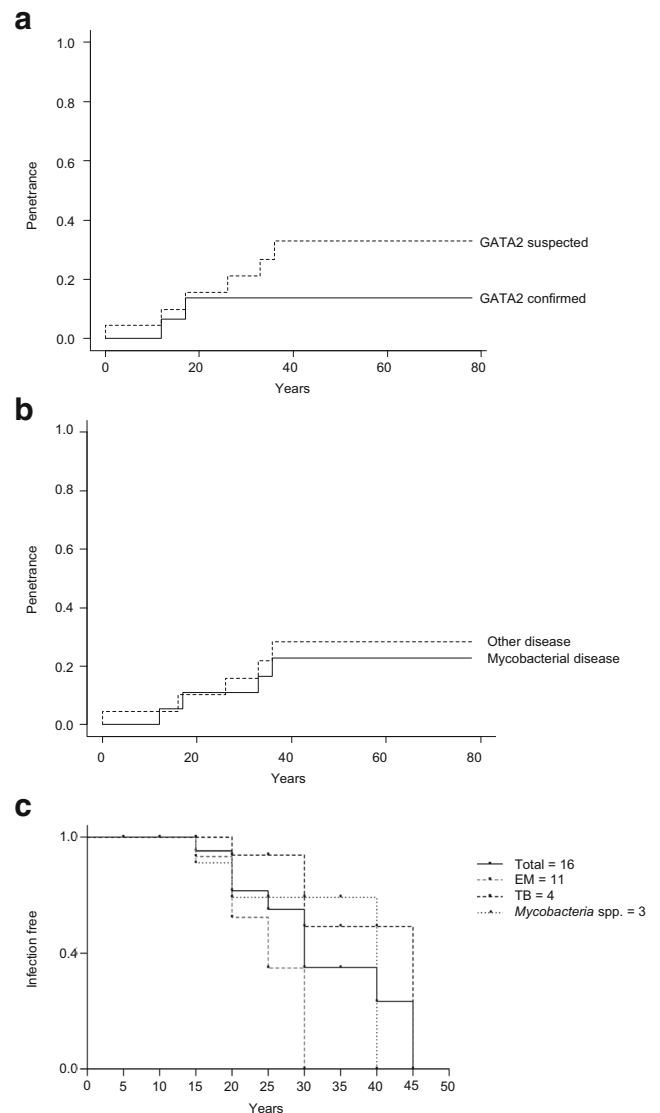 a
1.0
0.8
0.6
0.4
0.2
0.0
Penetrance
GATA2 suspected
GATA2 confirmed
0 20 40 60 80
Years
b
1.0
0.8
0.6
0.4
0.2
0.0
Penetrance
Other disease
Mycobacterial disease
0 20 40 60 80
Years
c
1.0
0.4
0.0
Infection free
Total = 16
EM = 11
TB = 4
Mycobacteria spp. = 3
0 5 10 15 20 25 30 35 40 45 50
Years